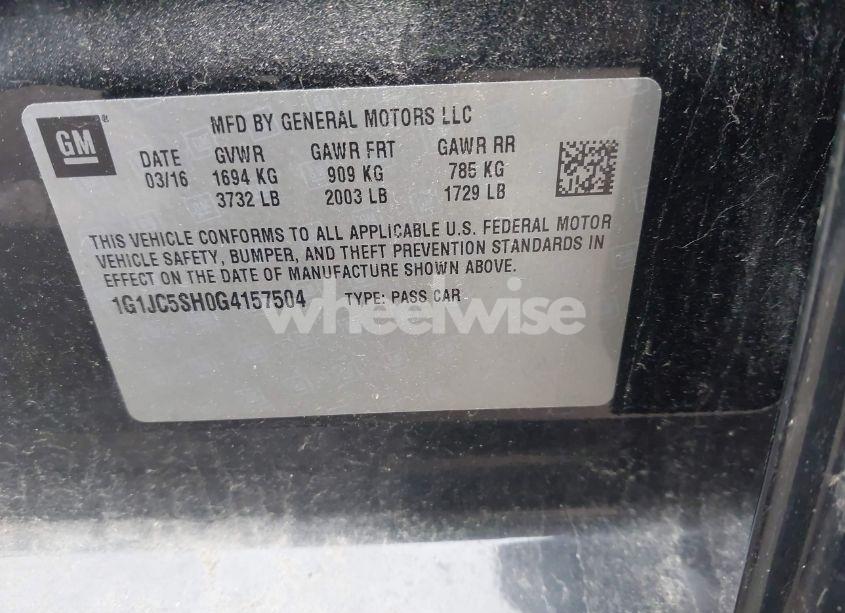 GM
MFD BY GENERAL MOTORS LLC
DATE GVWR GAWR FRT GAWR RR
03/16 1694 KG 909 KG 785 KG
3732 LB 2003 LB 1729 LB
THIS VEHICLE CONFORMS TO ALL APPLICABLE U.S. FEDERAL MOTOR
VEHICLE SAFETY, BUMPER, AND THEFT PREVENTION STANDARDS IN
EFFECT ON THE DATE OF MANUFACTURE SHOWN ABOVE.
1G1JC5SH0G4157504 TYPE: PASS CAR
wheelwise